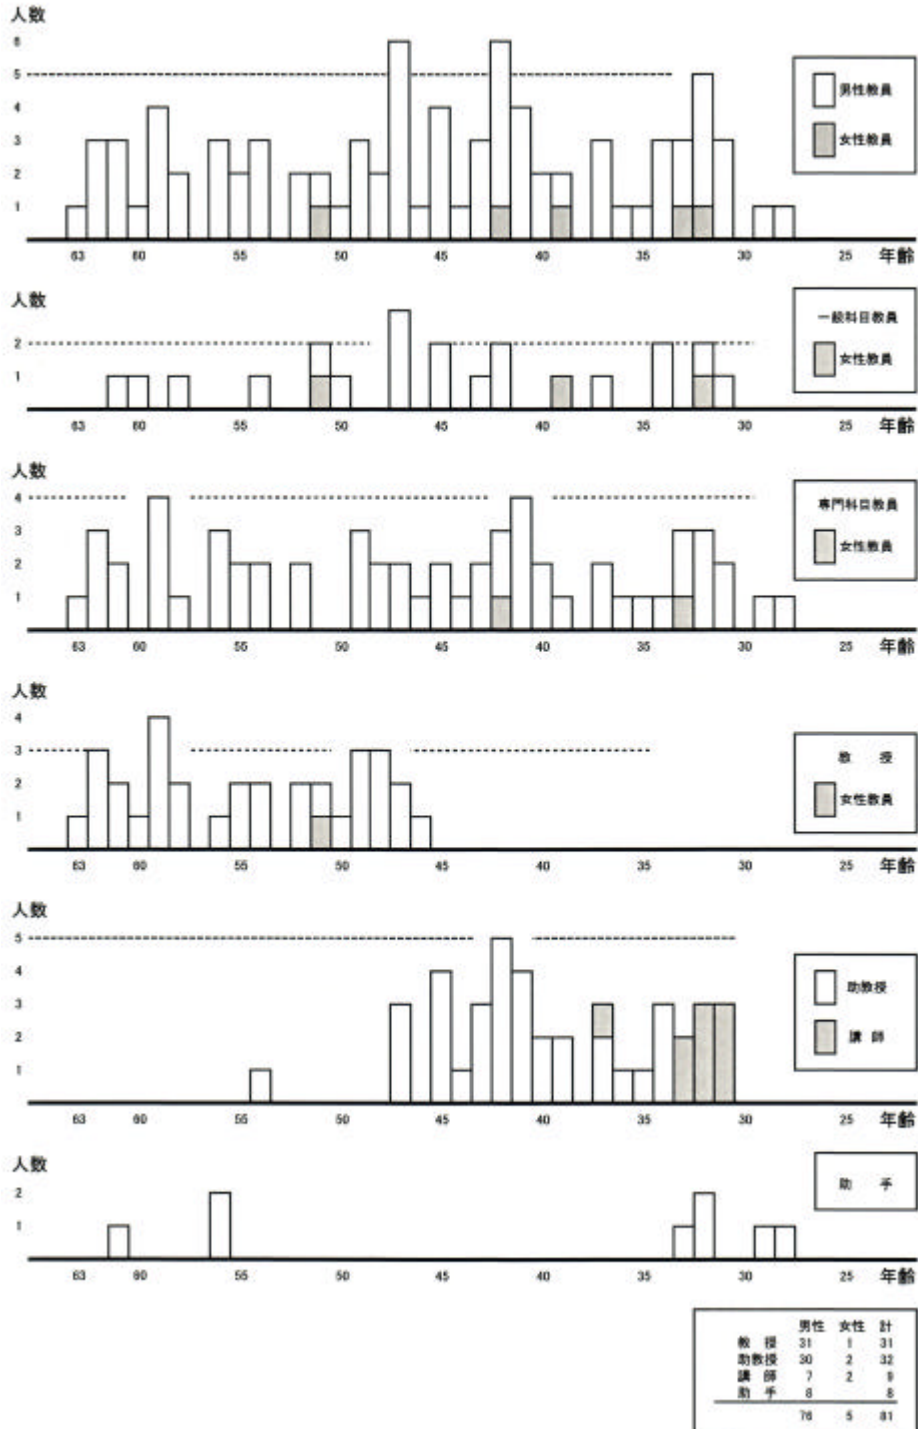 人数
6
5
4
3
2
1
男性教員
女性教員
63 60 55 50 45 40 35 30 25 年齢
人数
2
1
一般科目教員
女性教員
63 60 55 50 45 40 35 30 25 年齢
人数
4
3
2
1
専門科目教員
女性教員
63 60 55 50 45 40 35 30 25 年齢
人数
4
3
2
1
教 授
女性教員
63 60 55 50 45 40 35 30 25 年齢
人数
5
4
3
2
1
助教授
講 師
63 60 55 50 45 40 35 30 25 年齢
人数
2
1
助 手
63 60 55 50 45 40 35 30 25 年齢
男性 女性 計
教 授 31 1 31
助教授 30 2 32
講 師 7 2 9
助 手 8 8
76 5 81